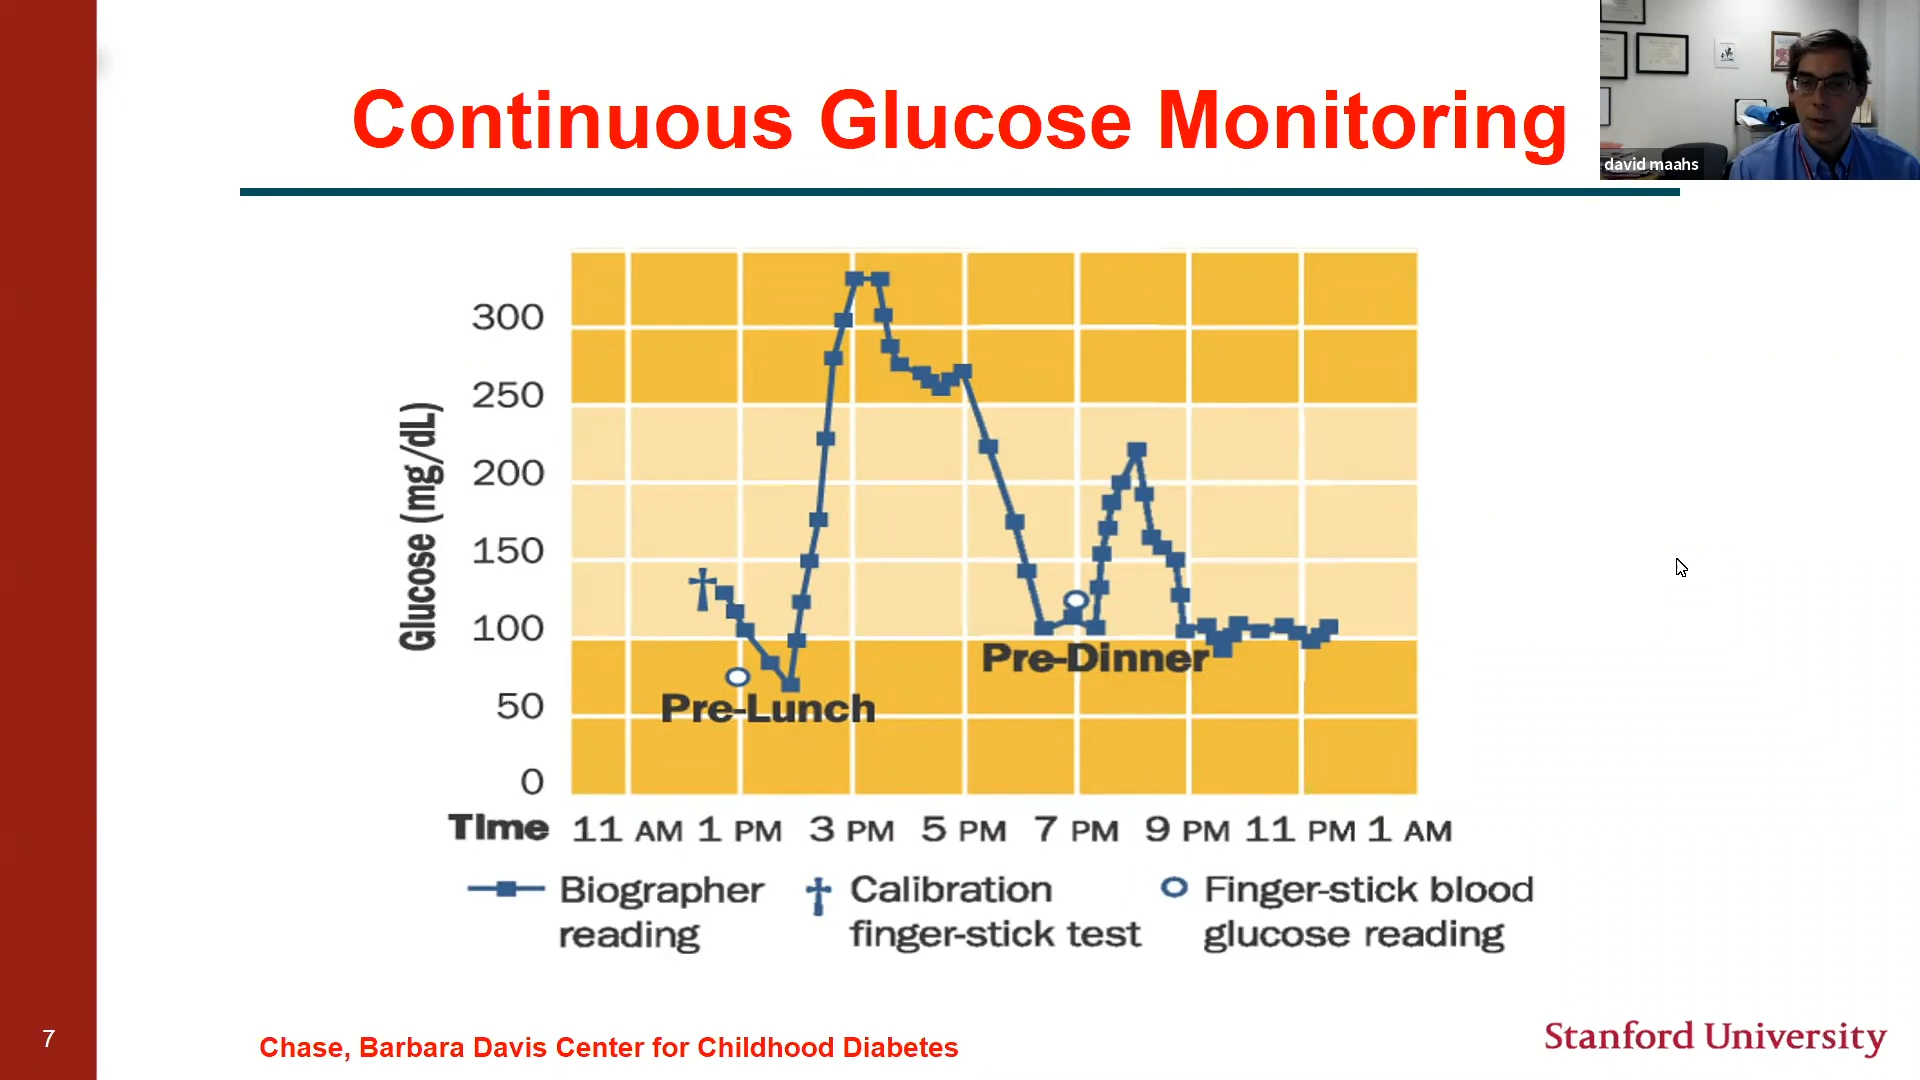 Continuous Glucose Monitoring
david maahs
Glucose (mg/dL)
300
250
200
150
100
50
0
Pre-Lunch
Pre-Dinner
Time 11 AM 1 PM 3 PM 5 PM 7 PM 9 PM 11 PM 1 AM
Biographer reading
Calibration finger-stick test
Finger-stick blood glucose reading
7
Chase, Barbara Davis Center for Childhood Diabetes
Stanford University